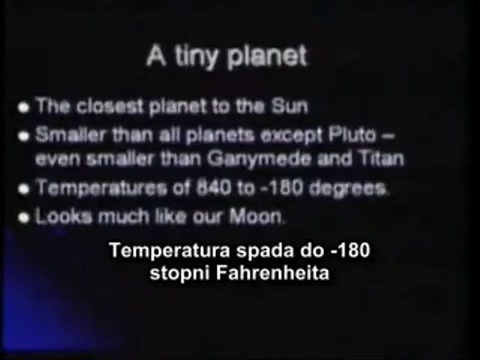 A tiny planet
• The closest planet to the Sun
• Smaller than all planets except Pluto –
even smaller than Ganymede and Titan
• Temperatures of 840 to -180 degrees.
• Looks much like our Moon.
Temperatura spada do -180
stopni Fahrenheita